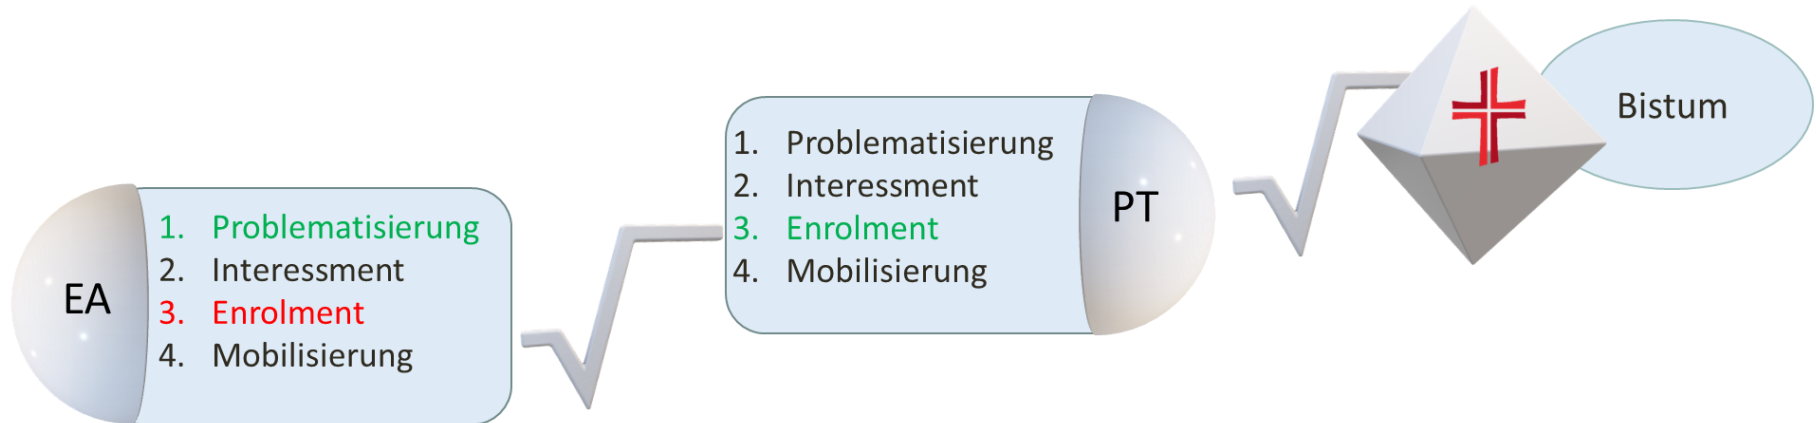 EA
1. Problematisierung
2. Interessment
3. Enrolment
4. Mobilisierung
1. Problematisierung
2. Interessment
3. Enrolment
4. Mobilisierung
PT
Bistum